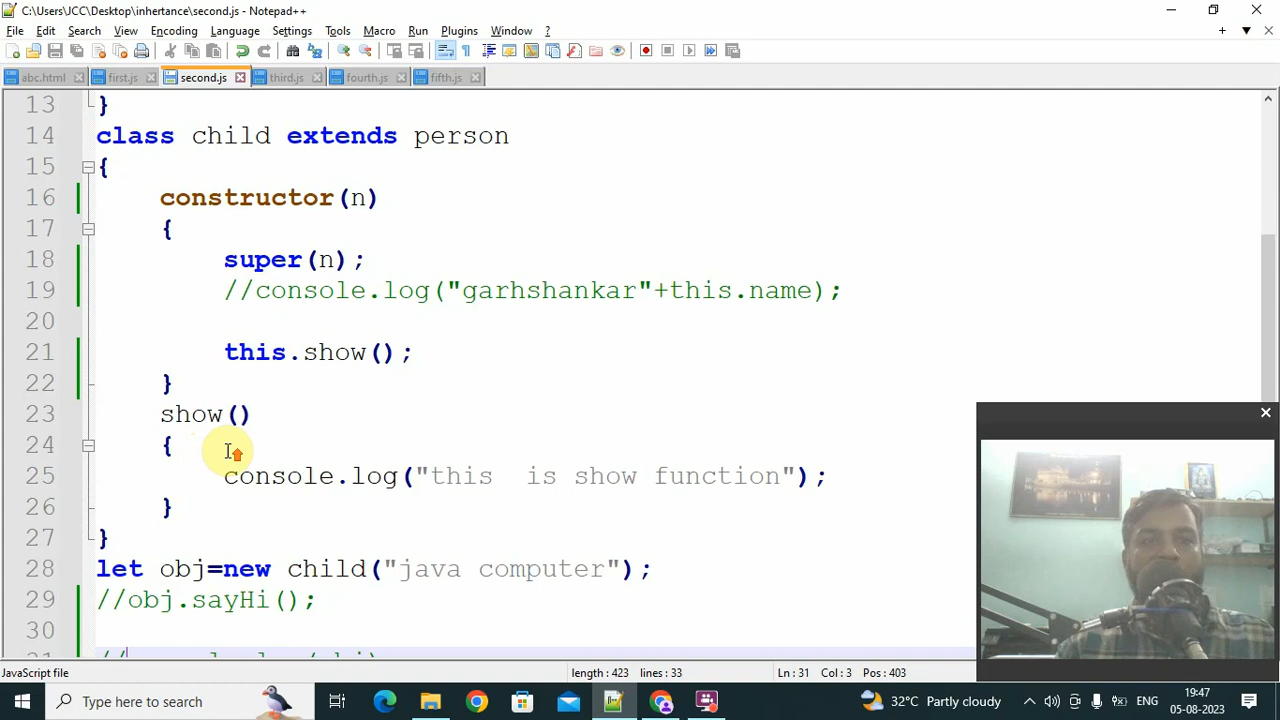 C:\Users\JCC\Desktop\inhertance\second.js - Notepad++
File Edit Search View Encoding Language Settings Tools Macro Run Plugins Window ?
abc.html first.js second.js third.js fourth.js fifth.js
13 }
14 class child extends person
15 {
16 constructor(n)
17 {
18 super(n);
19 //console.log("garhshankar"+this.name);
20
21 this.show();
22 }
23 show()
24 {
25 console.log("this  is show function");
26 }
27 }
28 let obj=new child("java computer");
29 //obj.sayHi();
30
JavaScript file length : 423 lines : 33 Ln : 31 Col : 3 Pos : 403
Type here to search 32°C Partly cloudy ENG 19:47
05-08-2023